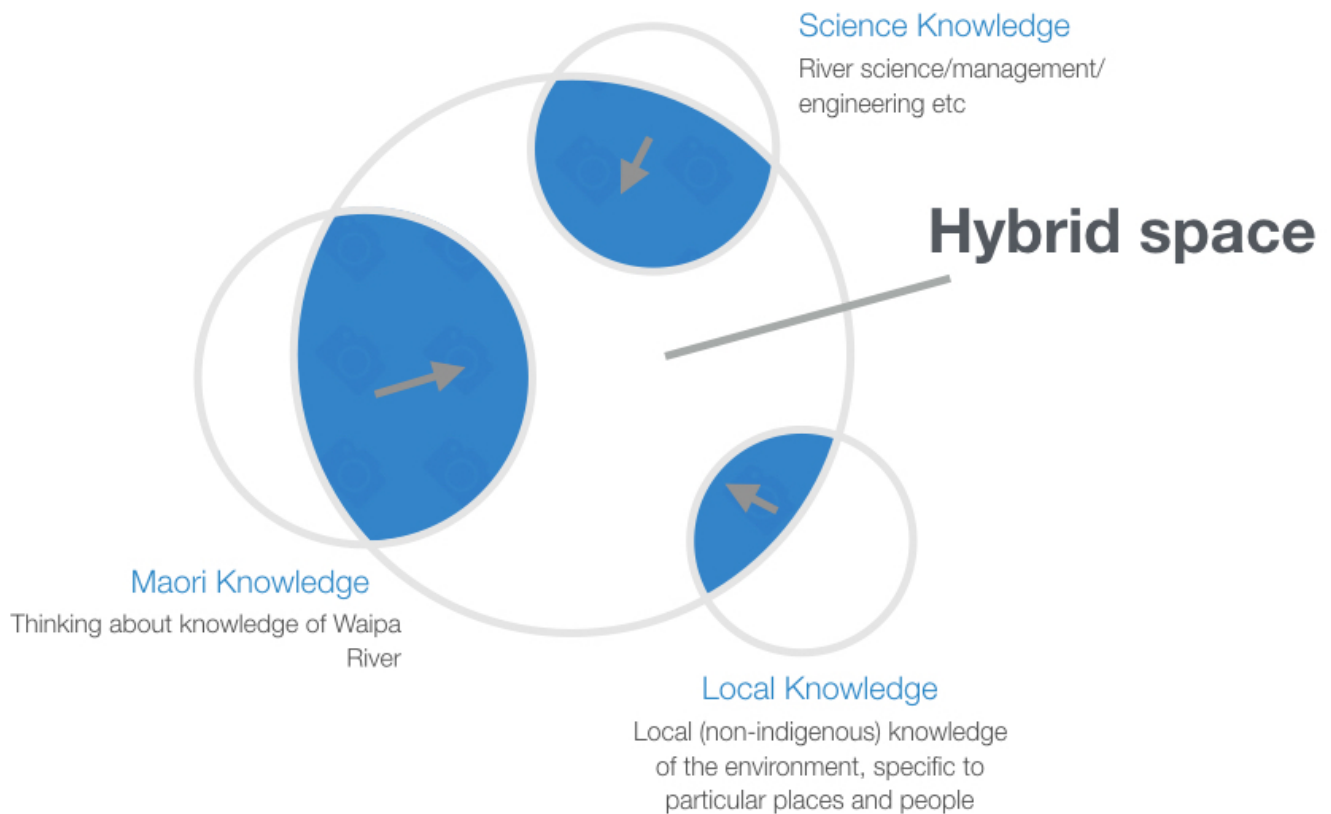 Science Knowledge
River science/management/
engineering etc
Hybrid space
Maori Knowledge
Thinking about knowledge of Waipa
River
Local Knowledge
Local (non-indigenous) knowledge
of the environment, specific to
particular places and people